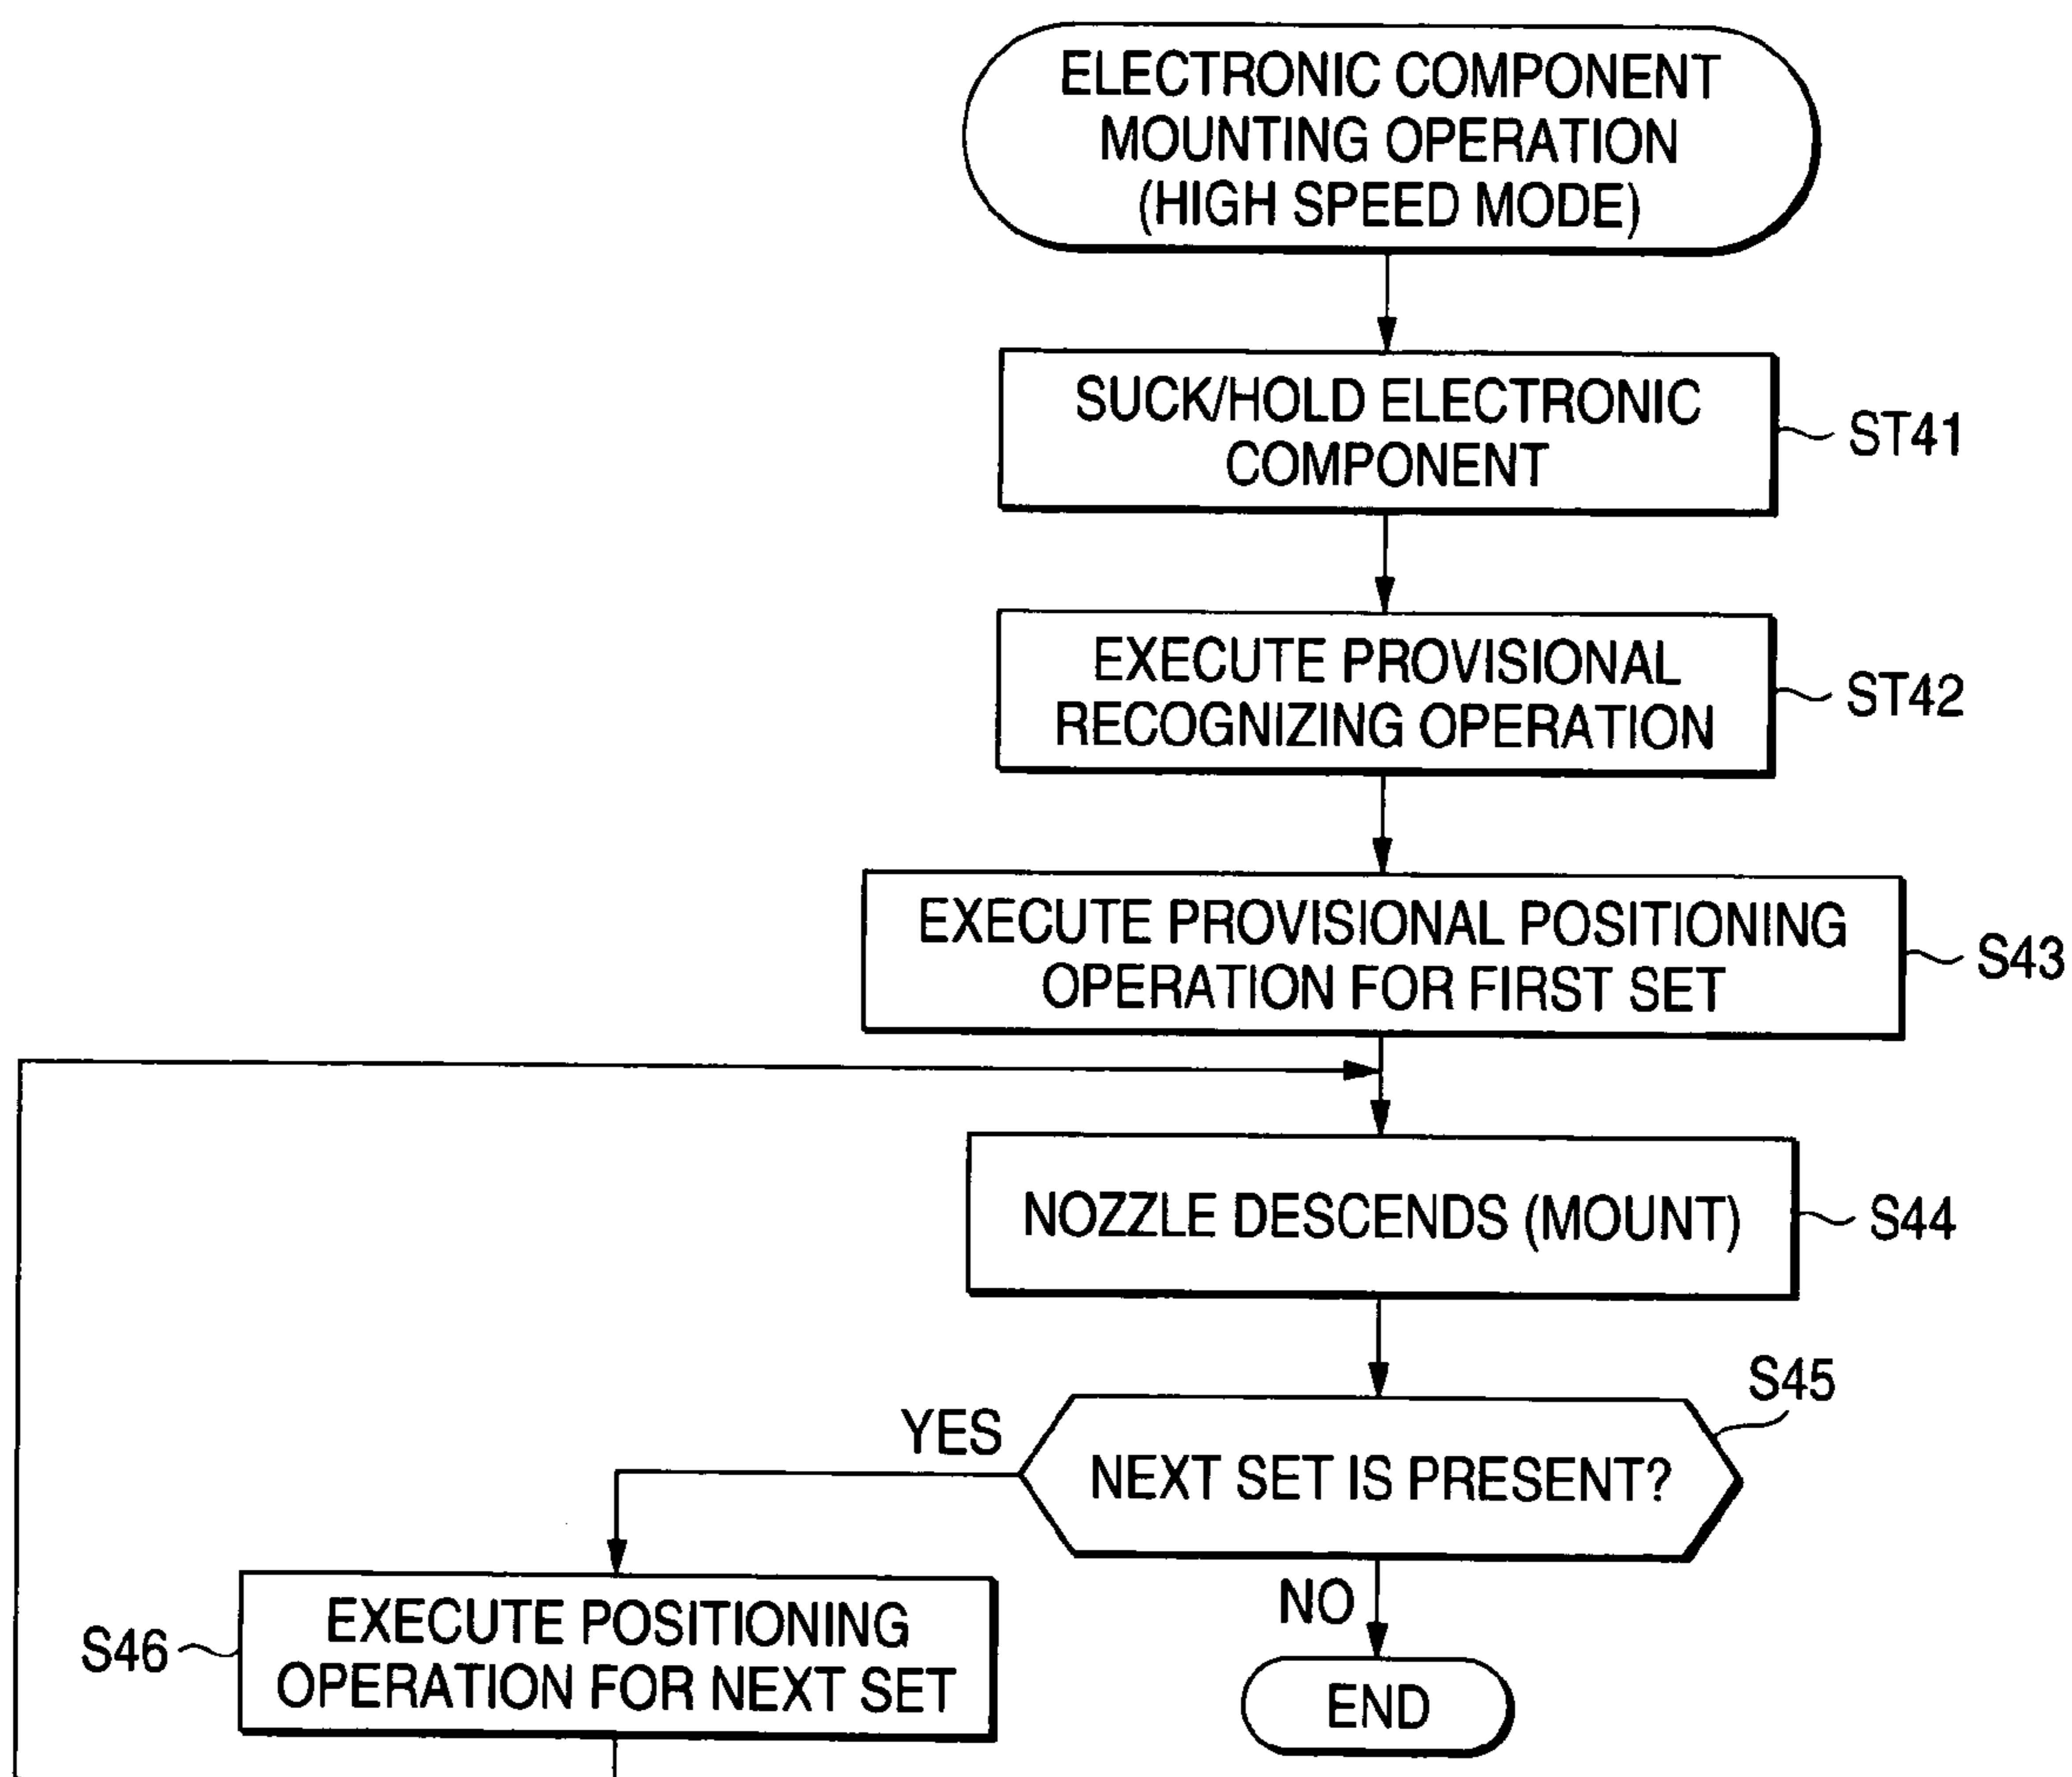 ELECTRONIC COMPONENT
MOUNTING OPERATION
(HIGH SPEED MODE)
SUCK/HOLD ELECTRONIC
COMPONENT
ST41
EXECUTE PROVISIONAL
RECOGNIZING OPERATION
ST42
EXECUTE PROVISIONAL POSITIONING
OPERATION FOR FIRST SET
S43
NOZZLE DESCENDS (MOUNT)
S44
S45
YES
NEXT SET IS PRESENT?
NO
S46
EXECUTE POSITIONING
OPERATION FOR NEXT SET
END